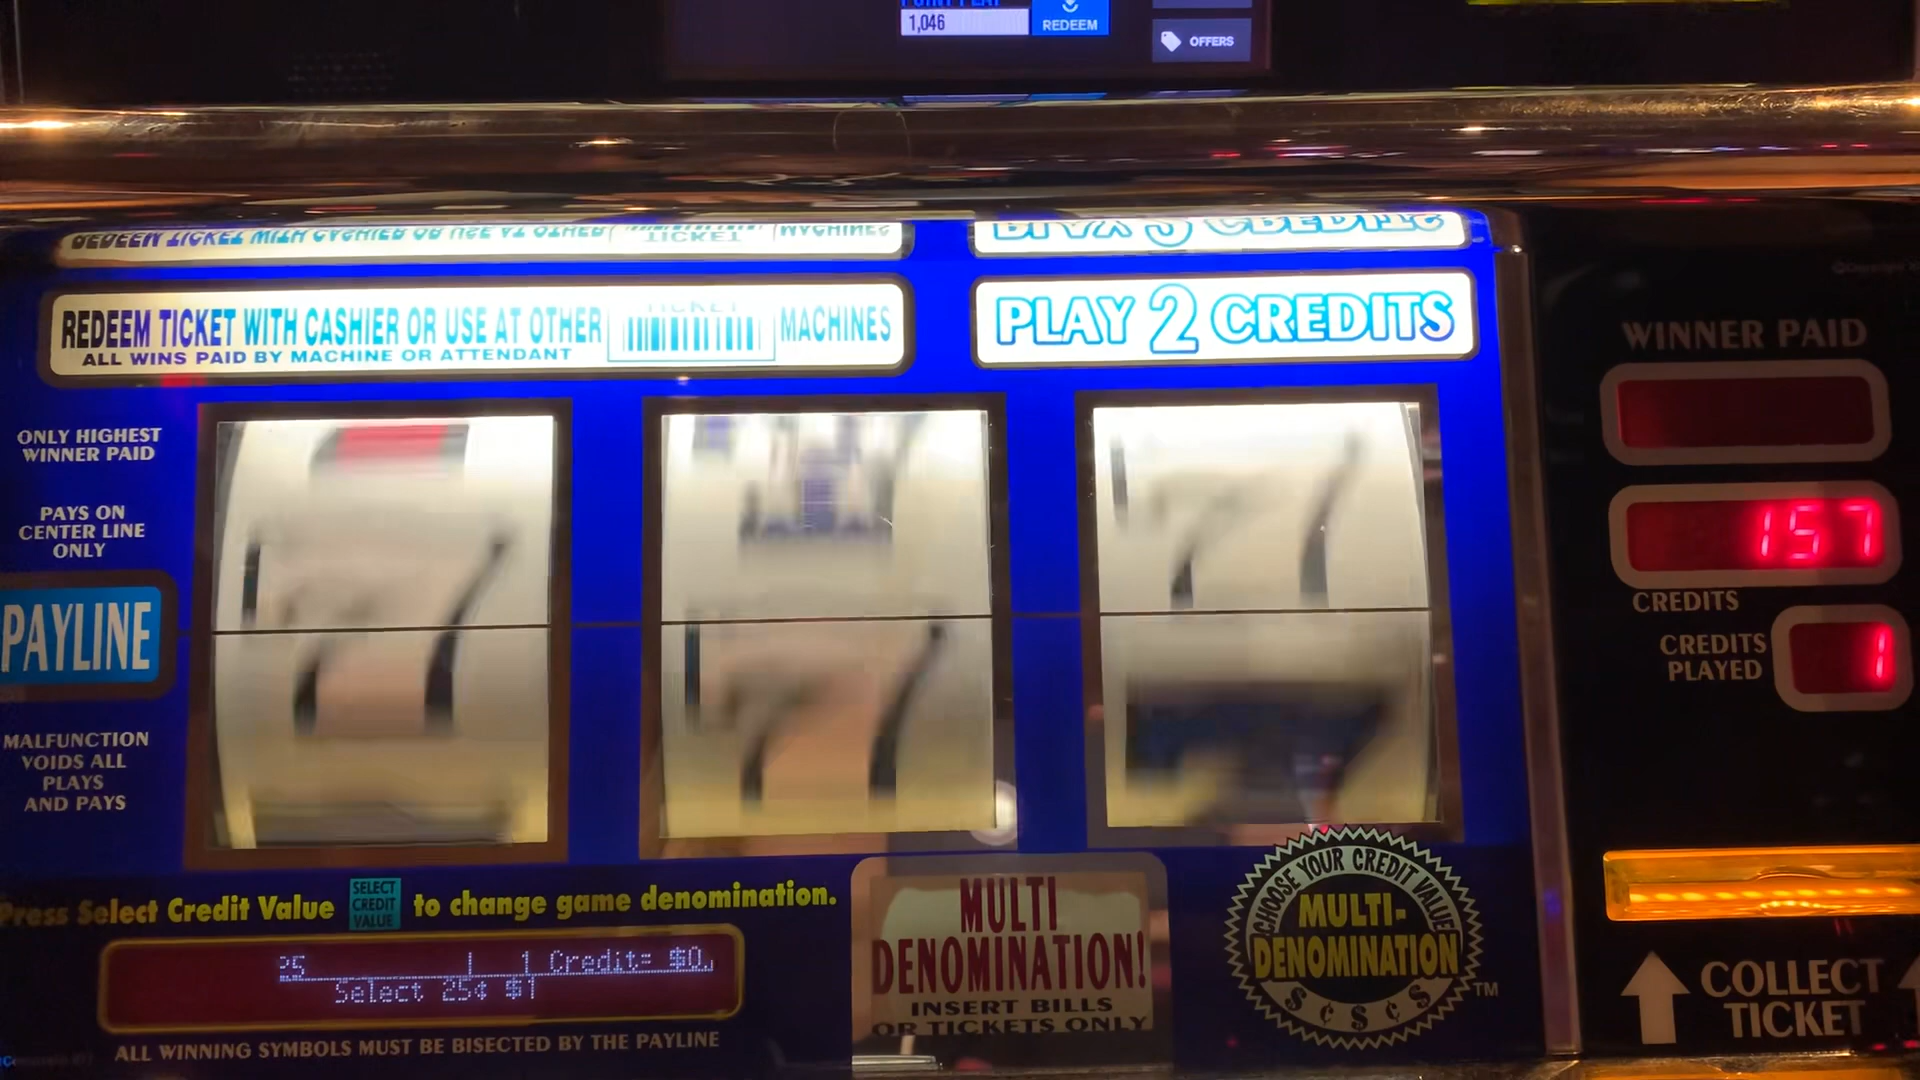 1,046
REDEEM
OFFERS
REDEEM TICKET WITH CASHIER OR USE AT OTHER MACHINES
TICKET
ALL WINS PAID BY MACHINE OR ATTENDANT
PLAY 2 CREDITS
WINNER PAID
157
CREDITS
CREDITS
PLAYED
1
ONLY HIGHEST
WINNER PAID
PAYS ON
CENTER LINE
ONLY
PAYLINE
MALFUNCTION
VOIDS ALL
PLAYS
AND PAYS
Press Select Credit Value
SELECT
CREDIT
VALUE
to change game denomination.
1 Credit= $0.
Select 25¢ $1
ALL WINNING SYMBOLS MUST BE BISECTED BY THE PAYLINE
MULTI
DENOMINATION!
INSERT BILLS
OR TICKETS ONLY
CHOOSE YOUR CREDIT VALUE
MULTI-
DENOMINATION
$ ¢ $ ¢ $
TM
COLLECT
TICKET